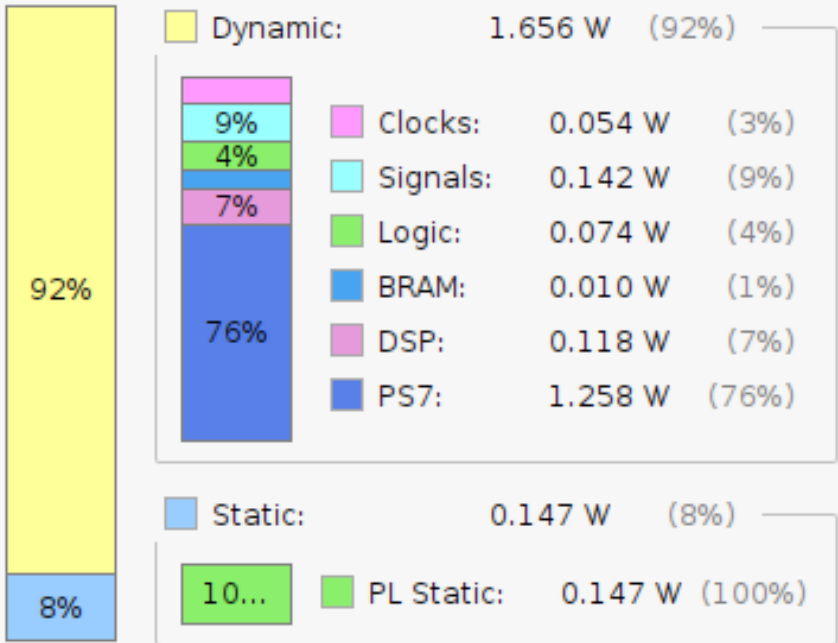 Dynamic: 1.656 W (92%)
9% Clocks: 0.054 W (3%)
4% Signals: 0.142 W (9%)
7% Logic: 0.074 W (4%)
92% BRAM: 0.010 W (1%)
76% DSP: 0.118 W (7%)
PS7: 1.258 W (76%)
Static: 0.147 W (8%)
8% 10... PL Static: 0.147 W (100%)